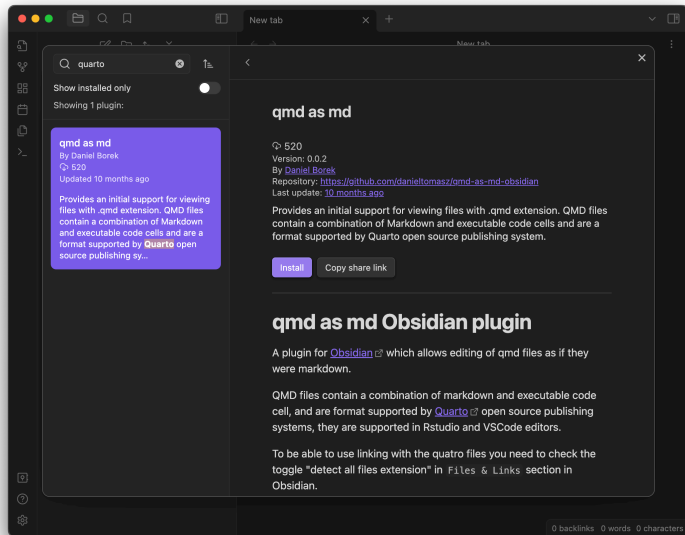 New tab
New tab
quarto
Show installed only
Showing 1 plugin:
qmd as md
By Daniel Borek
520
Updated 10 months ago
Provides an initial support for viewing
files with .qmd extension. QMD files
contain a combination of Markdown
and executable code cells and are a
format supported by Quarto open
source publishing sy...
qmd as md
520
Version: 0.0.2
By Daniel Borek
Repository: https://github.com/danieltomasz/qmd-as-md-obsidian
Last update: 10 months ago
Provides an initial support for viewing files with .qmd extension. QMD files
contain a combination of Markdown and executable code cells and are a
format supported by Quarto open source publishing system.
Install
Copy share link
qmd as md Obsidian plugin
A plugin for Obsidian which allows editing of qmd files as if they
were markdown.
QMD files contain a combination of markdown and executable code
cell, and are format supported by Quarto open source publishing
systems, they are supported in Rstudio and VSCode editors.
To be able to use linking with the quatro files you need to check the
toggle "detect all files extension" in Files & Links section in
Obsidian.
0 backlinks 0 words 0 characters